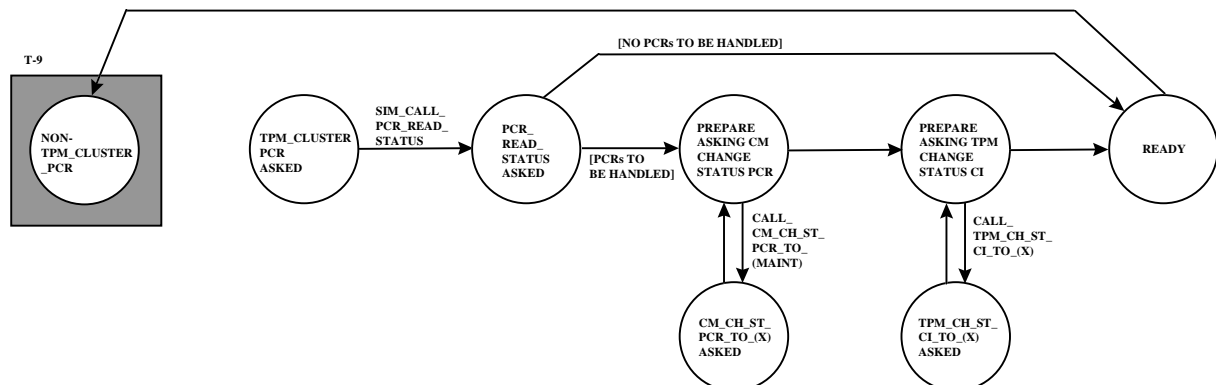 [NO PCRs TO BE HANDLED]
T-9
NON-
TPM_CLUSTER
_PCR
TPM_CLUSTER
PCR
ASKED
SIM_CALL_
PCR_READ_
STATUS
PCR_
READ_
STATUS
ASKED
[PCRs TO
BE HANDLED]
PREPARE
ASKING CM
CHANGE
STATUS PCR
PREPARE
ASKING TPM
CHANGE
STATUS CI
READY
CALL_
CM_CH_ST_
PCR_TO_
(MAINT)
CALL_
TPM_CH_ST_
CI_TO_(X)
CM_CH_ST_
PCR_TO_(X)
ASKED
TPM_CH_ST_
CI_TO_(X)
ASKED